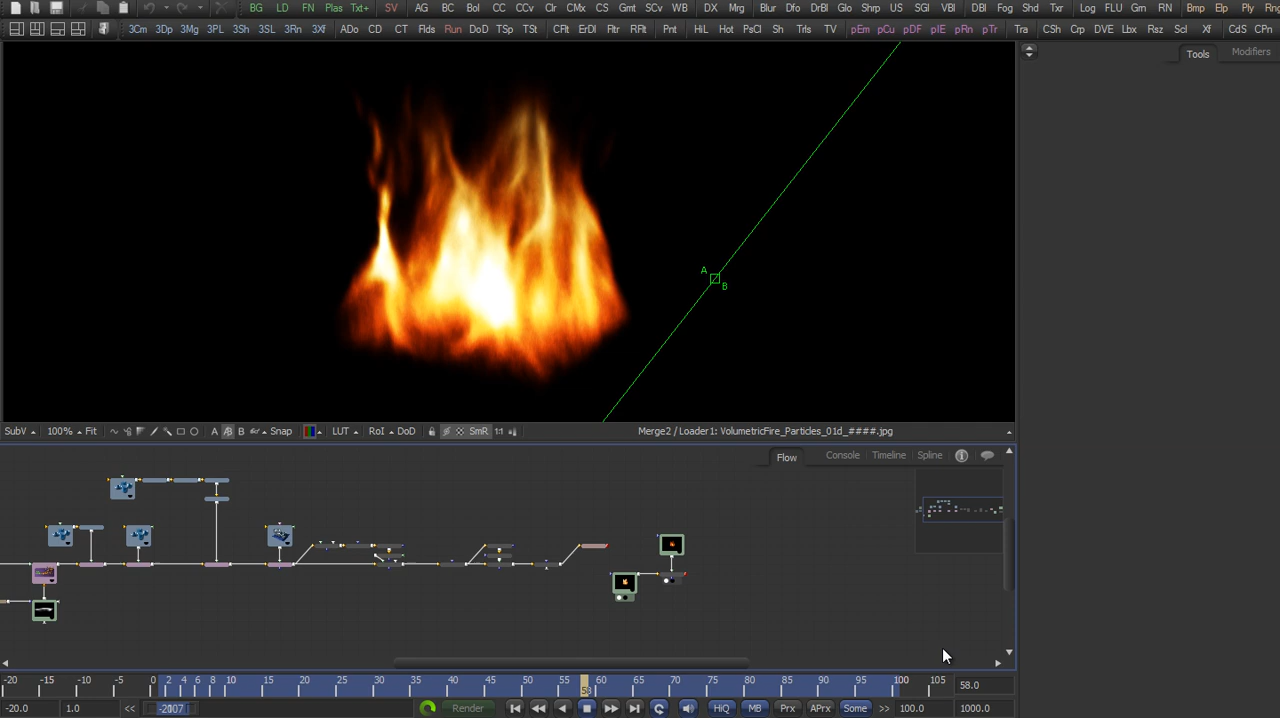 BG LD FN Plas Txt+ SV AG BC Bol CC CCv Clr CMx CS Gmt SCv WB DX Mrg Blur Dfo DrBl Glo Shrp US SGl VBl DBl Fog Shd Txr Log FLU Gm RN Bmp Elp Ply Rng
3Cm 3Dp 3Mg 3PL 3Sh 3SL 3Rn 3Xf ADo CD CT Flds Run DoD TSp TSt CFlt ErDl Fltr RFlt Pnt HiL Hot PsCl Sh Trls TV pEm pCu pDF pIE pRn pTr Tra CSh Crp DVE Lbx Rsz Scl Xf CdS CPn
Tools Modifiers
A
B
SubV 100% Fit A B Snap LUT RoI DoD SmR 1:1 Merge2 / Loader1: VolumetricFire_Particles_01d_####.jpg
Flow Console Timeline Spline
-20 -15 -10 -5 0 2 4 6 8 10 15 20 25 30 35 40 45 50 55 60 65 70 75 80 85 90 95 100 105 58.0
58
-20.0 1.0 << Render HiQ MB Prx APrx Some >> 100.0 1000.0